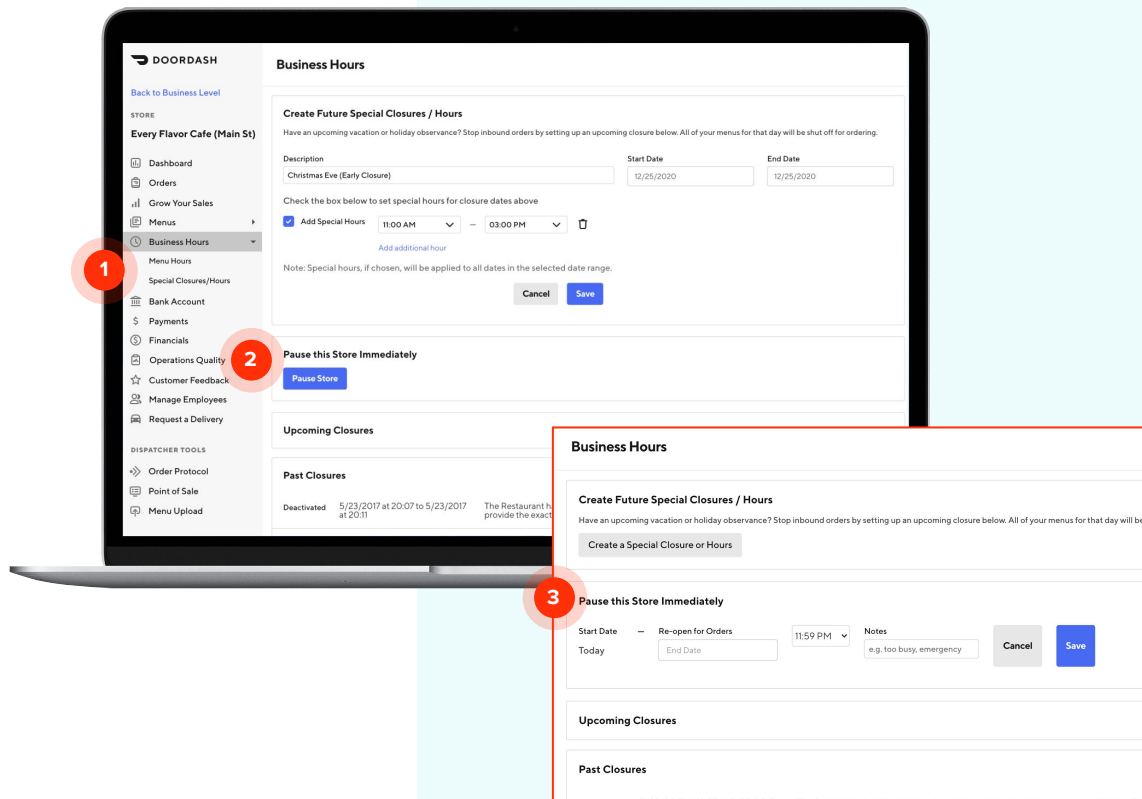 DOORDASH
Back to Business Level
STORE
Every Flavor Cafe (Main St)
Dashboard
Orders
Grow Your Sales
Menus
Business Hours
Menu Hours
Special Closures/Hours
Bank Account
Payments
Financials
Operations Quality
Customer Feedback
Manage Employees
Request a Delivery
DISPATCHER TOOLS
Order Protocol
Point of Sale
Menu Upload
1
Business Hours
Create Future Special Closures / Hours
Have an upcoming vacation or holiday observance? Stop inbound orders by setting up an upcoming closure below. All of your menus for that day will be shut off for ordering.
Description Start Date End Date
Christmas Eve (Early Closure) 12/25/2020 12/25/2020
Check the box below to set special hours for closure dates above
Add Special Hours 11:00 AM – 03:00 PM
Add additional hour
Note: Special hours, if chosen, will be applied to all dates in the selected date range.
Cancel Save
2
Pause this Store Immediately
Pause Store
Upcoming Closures
Past Closures
Deactivated 5/23/2017 at 20:07 to 5/23/2017 The Restaurant
at 20:11 provide the exact
Business Hours
Create Future Special Closures / Hours
Have an upcoming vacation or holiday observance? Stop inbound orders by setting up an upcoming closure below. All of your menus for that day will be
Create a Special Closure or Hours
3
Pause this Store Immediately
Start Date – Re-open for Orders 11:59 PM Notes
Today End Date e.g. too busy, emergency Cancel Save
Upcoming Closures
Past Closures